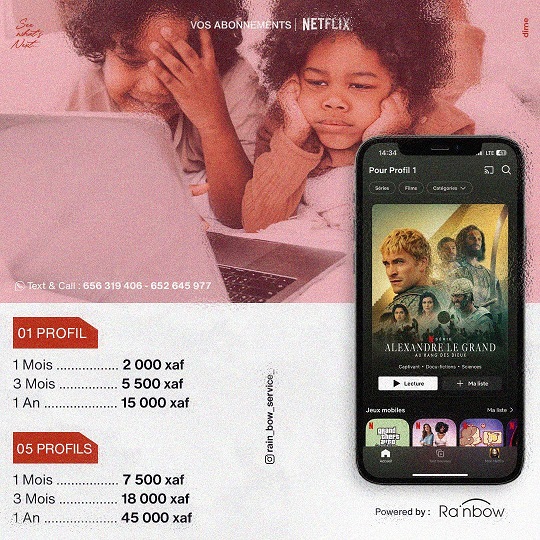 See
what's
Next.
VOS ABONNEMENTS | NETFLIX
dime
Text & Call : 656 319 406 - 652 645 977
01 PROFIL
1 Mois ................ 2 000 xaf
3 Mois ............... 5 500 xaf
1 An ................... 15 000 xaf
05 PROFILS
1 Mois ................ 7 500 xaf
3 Mois ............... 18 000 xaf
1 An ................... 45 000 xaf
rain_bow_service_
14:34
LTE
Pour Profil 1
Séries
Films
Catégories
SÉRIE
ALEXANDRE LE GRAND
AU RANG DES DIEUX
Captivant • Docu-fictions • Sciences
Lecture
+ Ma liste
Jeux mobiles
Ma liste >
grand
theft
auto
Accueil
Powered by : Rainbow